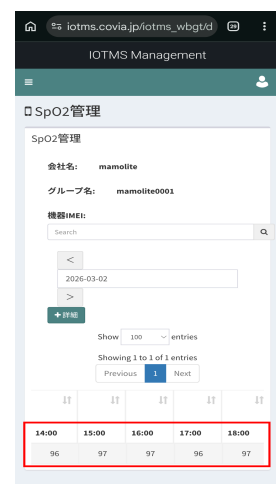 iotms.covia.jp/iotms_wbgt/d
29
IOTMS Management
SpO2管理
SpO2管理
会社名: mamolite
グループ名: mamolite0001
機器IMEI:
Search
<
2026-03-02
>
+詳細
Show 100 entries
Showing 1 to 1 of 1 entries
Previous 1 Next
14:00 15:00 16:00 17:00 18:00
96 97 97 96 97